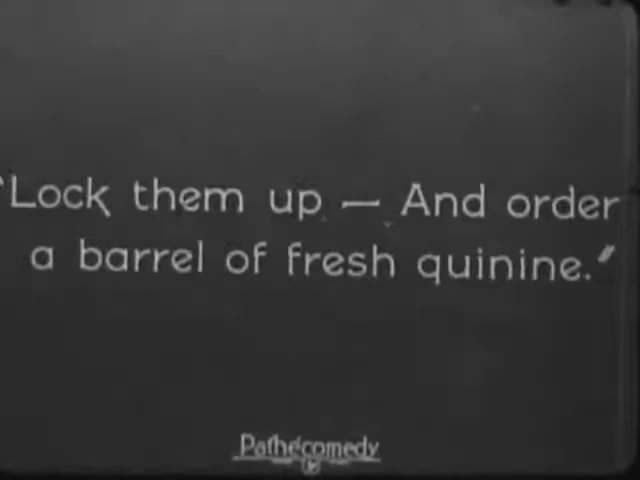 "Lock them up — And order
a barrel of fresh quinine."
Pathécomedy